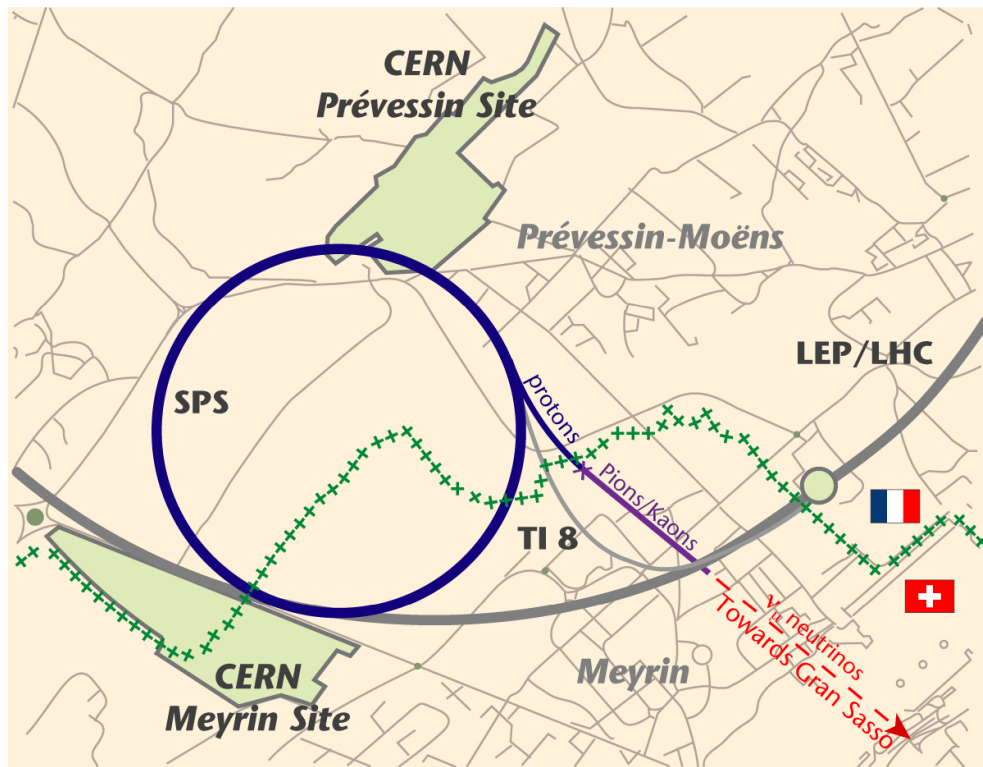 CERN
Prévessin Site
Prévessin-Moëns
LEP/LHC
SPS
protons
Pions/Kaons
TI 8
νμ neutrinos
Towards Gran Sasso
Meyrin
CERN
Meyrin Site